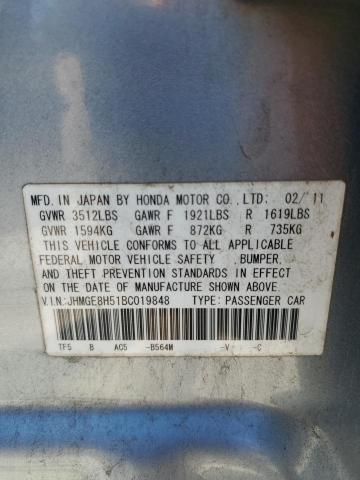 MFD. IN JAPAN BY HONDA MOTOR CO., LTD: 02/11
GVWR 3512LBS GAWR F 1921LBS R 1619LBS
GVWR 1594KG GAWR F 872KG R 735KG
THIS VEHICLE CONFORMS TO ALL APPLICABLE
FEDERAL MOTOR VEHICLE SAFETY ,BUMPER,
AND THEFT PREVENTION STANDARDS IN EFFECT
ON THE DATE OF MANUFACTURE SHOWN ABOVE.
V.I.N:JHMGE8H51BC019848 TYPE: PASSENGER CAR
TF5 B AC5 -B564M -V -C